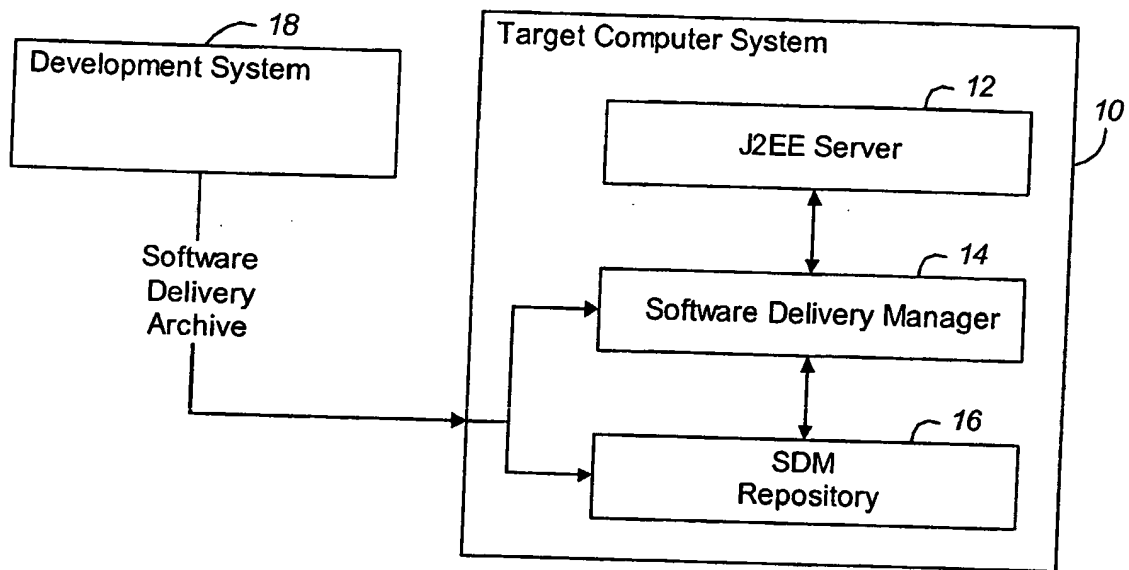 18
Development System
Target Computer System
12
10
J2EE Server
Software
Delivery
Archive
14
Software Delivery Manager
16
SDM
Repository